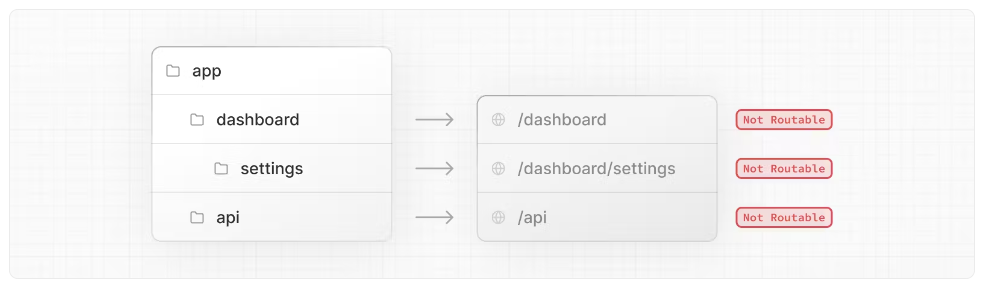 app
dashboard
/dashboard
Not Routable
settings
/dashboard/settings
Not Routable
api
/api
Not Routable